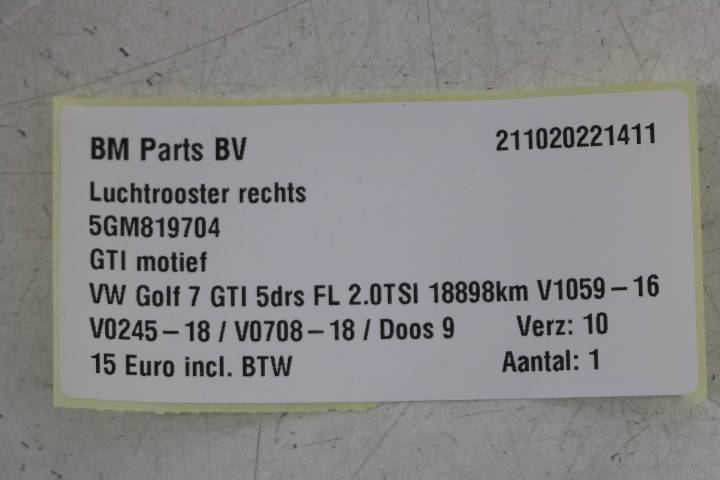 BM Parts BV 211020221411
Luchtrooster rechts
5GM819704
GTI motief
VW Golf 7 GTI 5drs FL 2.0TSI 18898km V1059-16
V0245-18 / V0708-18 / Doos 9 Verz: 10
15 Euro incl. BTW Aantal: 1